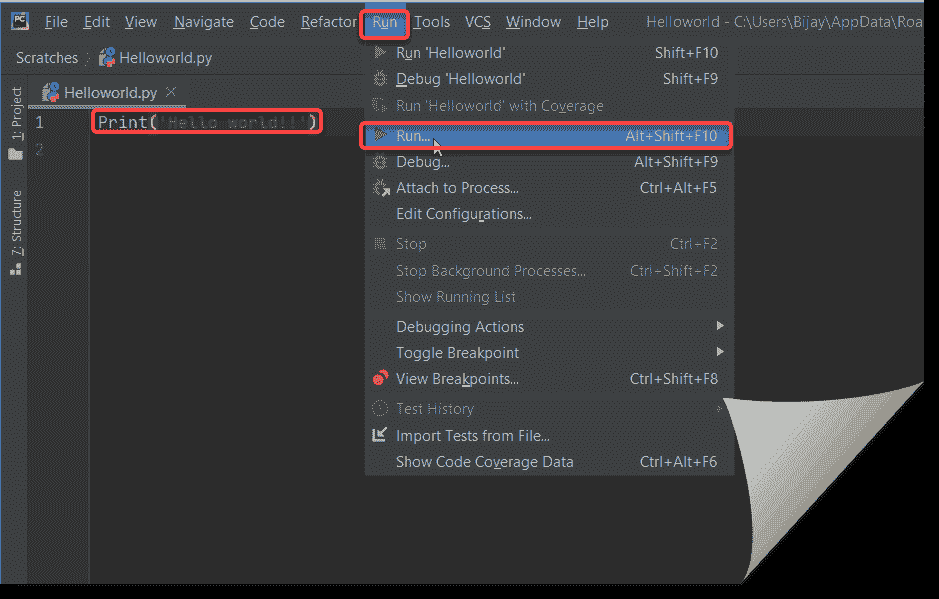 PC File Edit View Navigate Code Refactor Run Tools VCS Window Help Helloworld - C:\Users\Bijay\AppData\Roa
Scratches Helloworld.py
Helloworld.py
1 Print('Hello world!!')
2
1: Project
7: Structure
Run 'Helloworld' Shift+F10
Debug 'Helloworld' Shift+F9
Run 'Helloworld' with Coverage
Run... Alt+Shift+F10
Debug... Alt+Shift+F9
Attach to Process... Ctrl+Alt+F5
Edit Configurations...
Stop Ctrl+F2
Stop Background Processes... Ctrl+Shift+F2
Show Running List
Debugging Actions
Toggle Breakpoint
View Breakpoints... Ctrl+Shift+F8
Test History
Import Tests from File...
Show Code Coverage Data Ctrl+Alt+F6